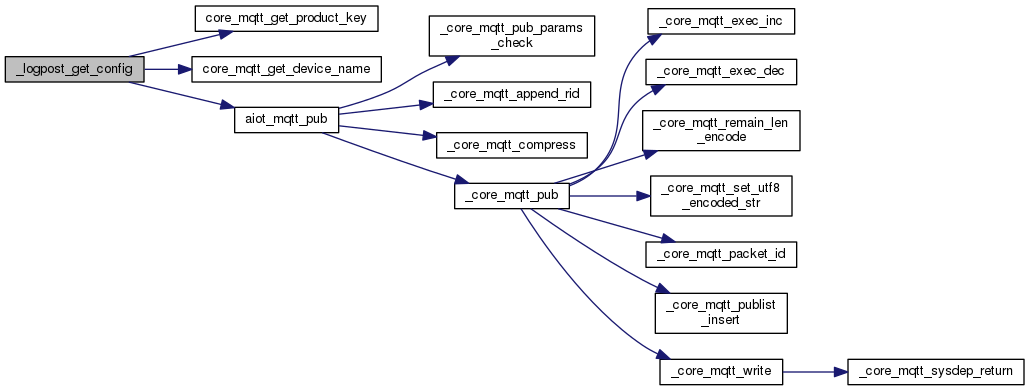 _logpost_get_config
core_mqtt_get_product_key
core_mqtt_get_device_name
aiot_mqtt_pub
_core_mqtt_pub_params
_check
_core_mqtt_append_rid
_core_mqtt_compress
_core_mqtt_pub
_core_mqtt_exec_inc
_core_mqtt_exec_dec
_core_mqtt_remain_len
_encode
_core_mqtt_set_utf8
_encoded_str
_core_mqtt_packet_id
_core_mqtt_publist
_insert
_core_mqtt_write
_core_mqtt_sysdep_return